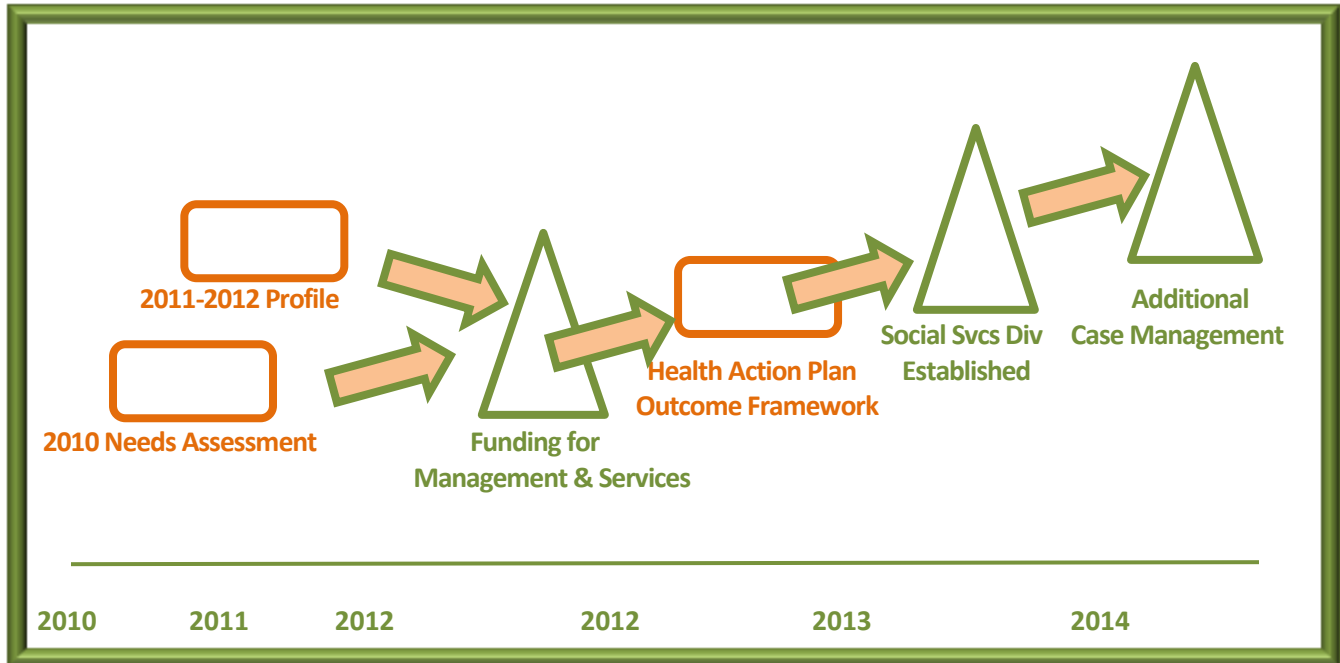 2011-2012 Profile
2010 Needs Assessment
Funding for
Management & Services
Health Action Plan
Outcome Framework
Social Svcs Div
Established
Additional
Case Management
2010
2011
2012
2012
2013
2014